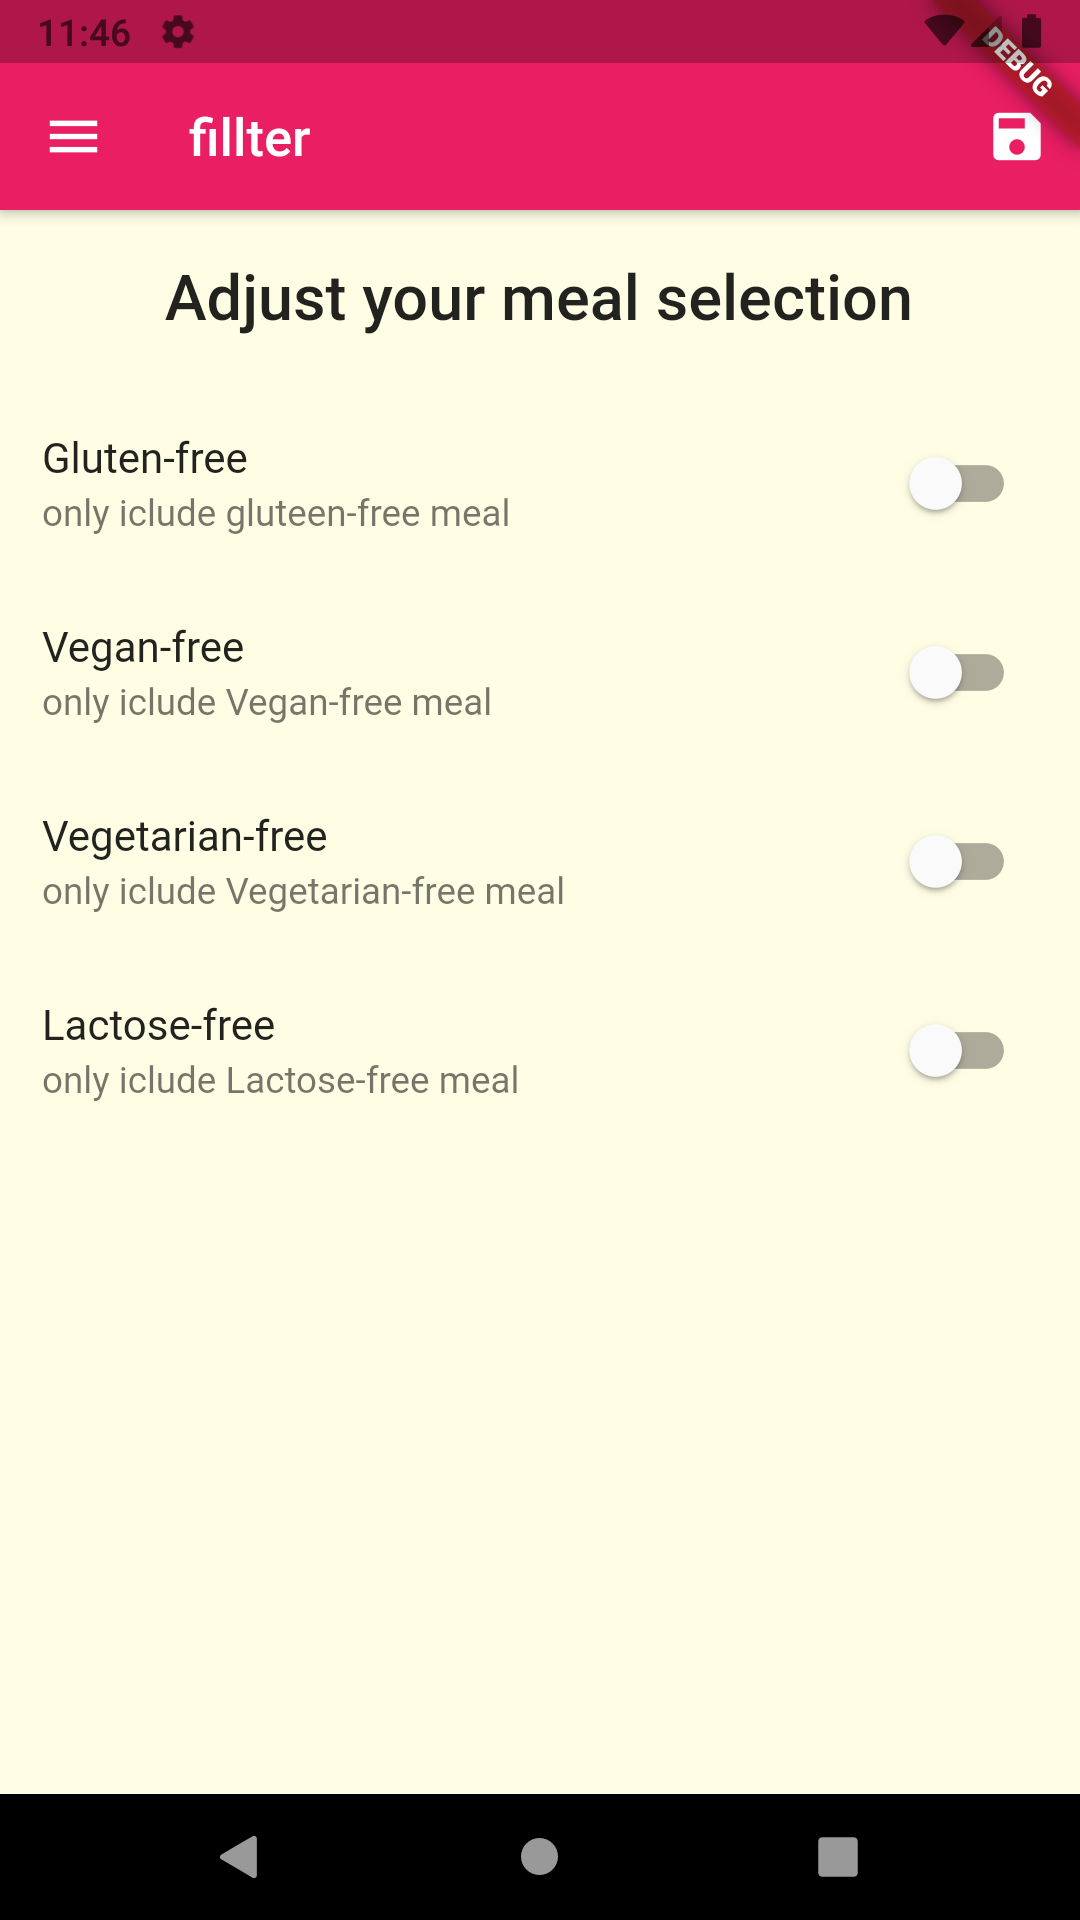 11:46
DEBUG
fillter
Adjust your meal selection
Gluten-free
only iclude gluteen-free meal
Vegan-free
only iclude Vegan-free meal
Vegetarian-free
only iclude Vegetarian-free meal
Lactose-free
only iclude Lactose-free meal